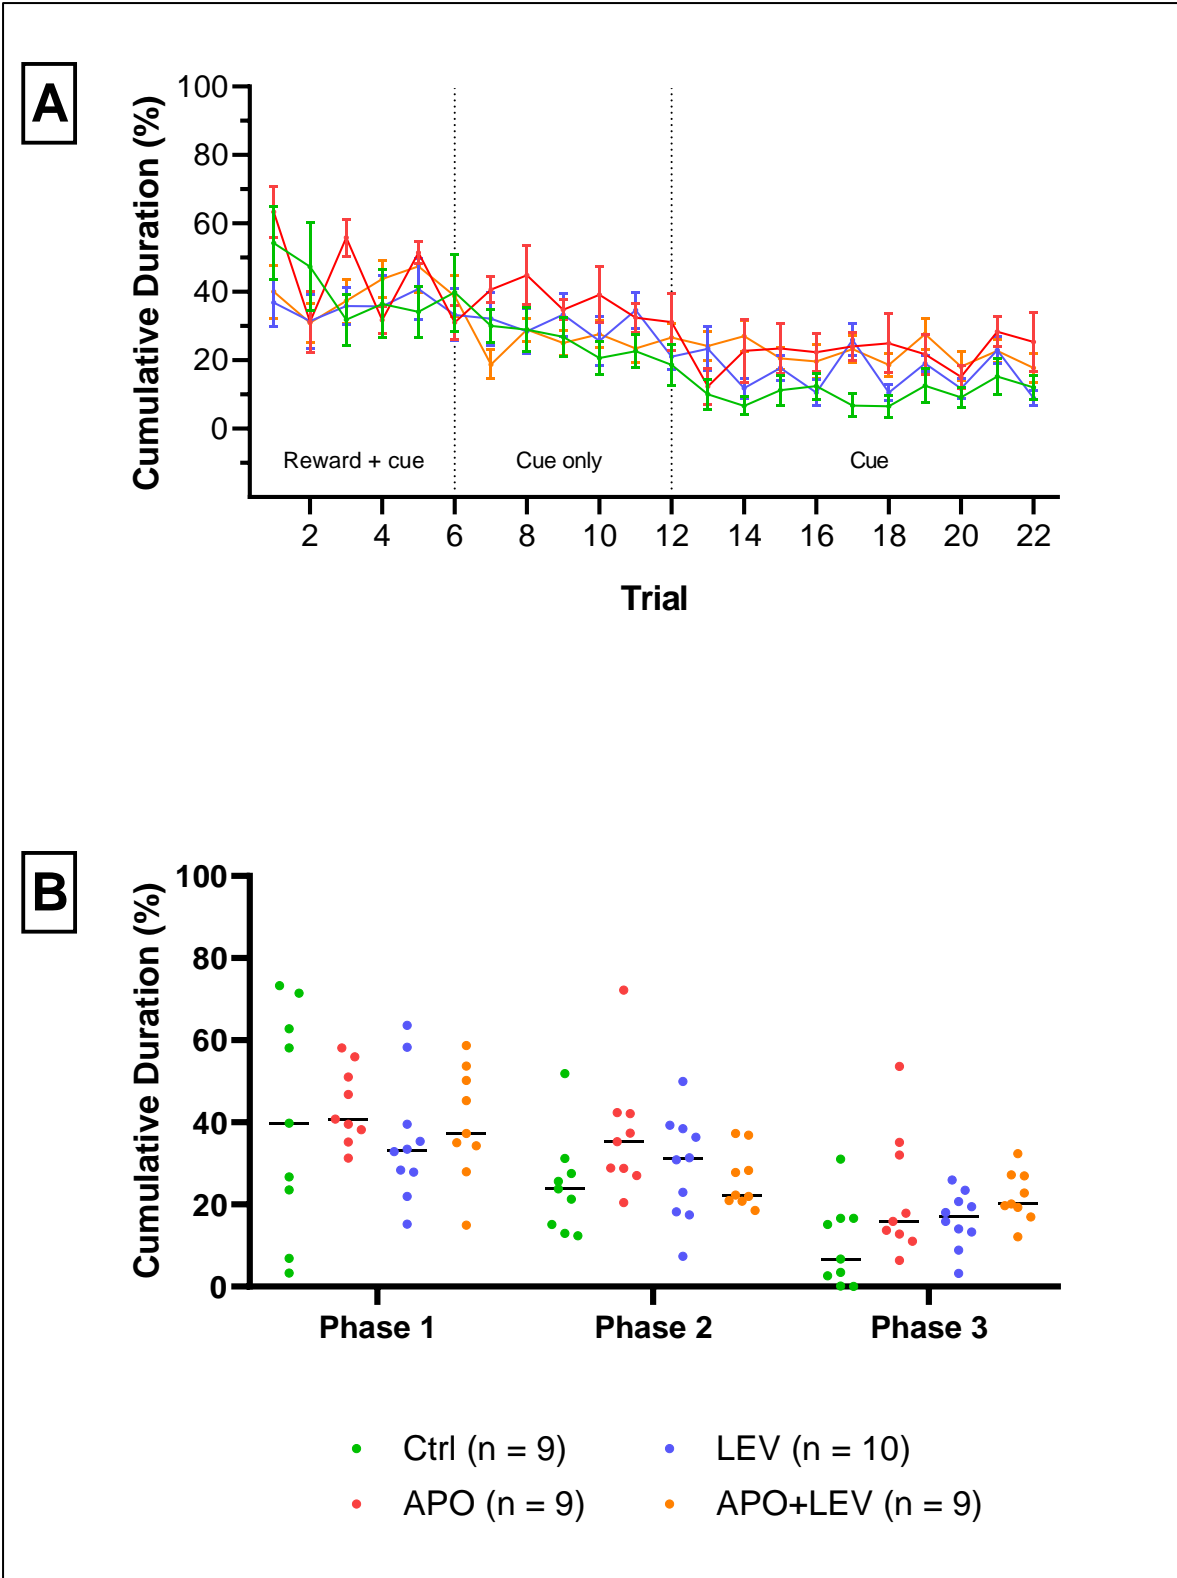 A
Cumulative Duration (%)
100
80
60
40
20
0
Reward + cue
Cue only
Cue
2 4 6 8 10 12 14 16 18 20 22
Trial
B
Cumulative Duration (%)
100
80
60
40
20
0
Phase 1 Phase 2 Phase 3
Ctrl (n = 9) LEV (n = 10)
APO (n = 9) APO+LEV (n = 9)